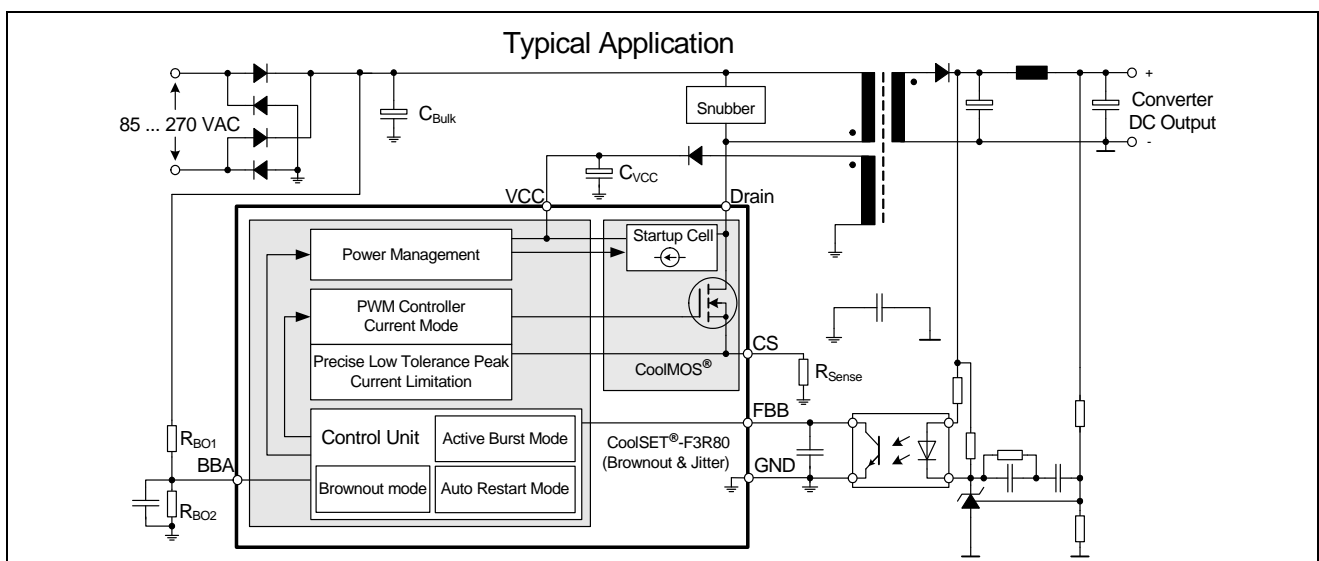 Typical Application
85 ... 270 VAC
C_Bulk
Snubber
+
Converter
DC Output
-
C_VCC
VCC
Drain
Power Management
Startup Cell
PWM Controller
Current Mode
Precise Low Tolerance Peak
Current Limitation
CoolMOS®
CS
R_Sense
FBB
R_BO1
Control Unit
Active Burst Mode
CoolSET®-F3R80
(Brownout & Jitter)
BBA
GND
Brownout mode
Auto Restart Mode
R_BO2